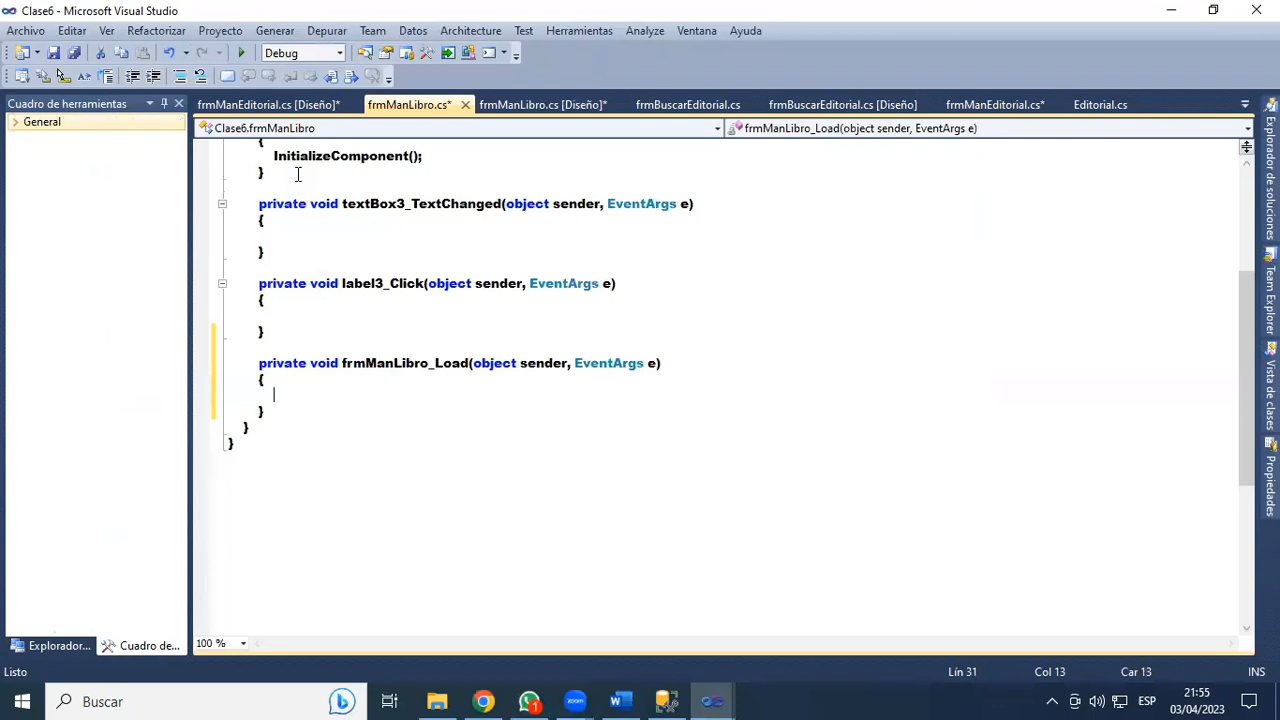 Clase6 - Microsoft Visual Studio
Archivo Editar Ver Refactorizar Proyecto Generar Depurar Team Datos Architecture Test Herramientas Analyze Ventana Ayuda
Debug
Cuadro de herramientas
General
frmManEditorial.cs [Diseño]* frmManLibro.cs* frmManLibro.cs [Diseño]* frmBuscarEditorial.cs frmBuscarEditorial.cs [Diseño] frmManEditorial.cs* Editorial.cs
Clase6.frmManLibro frmManLibro_Load(object sender, EventArgs e)
{
InitializeComponent();
}
private void textBox3_TextChanged(object sender, EventArgs e)
{
}
private void label3_Click(object sender, EventArgs e)
{
}
private void frmManLibro_Load(object sender, EventArgs e)
{
}
}
}
Explorador de soluciones
Team Explorer
Vista de clases
Propiedades
100 %
Explorador... Cuadro de...
Listo Lín 31 Col 13 Car 13 INS
Buscar
1
zoom
ESP
21:55
03/04/2023